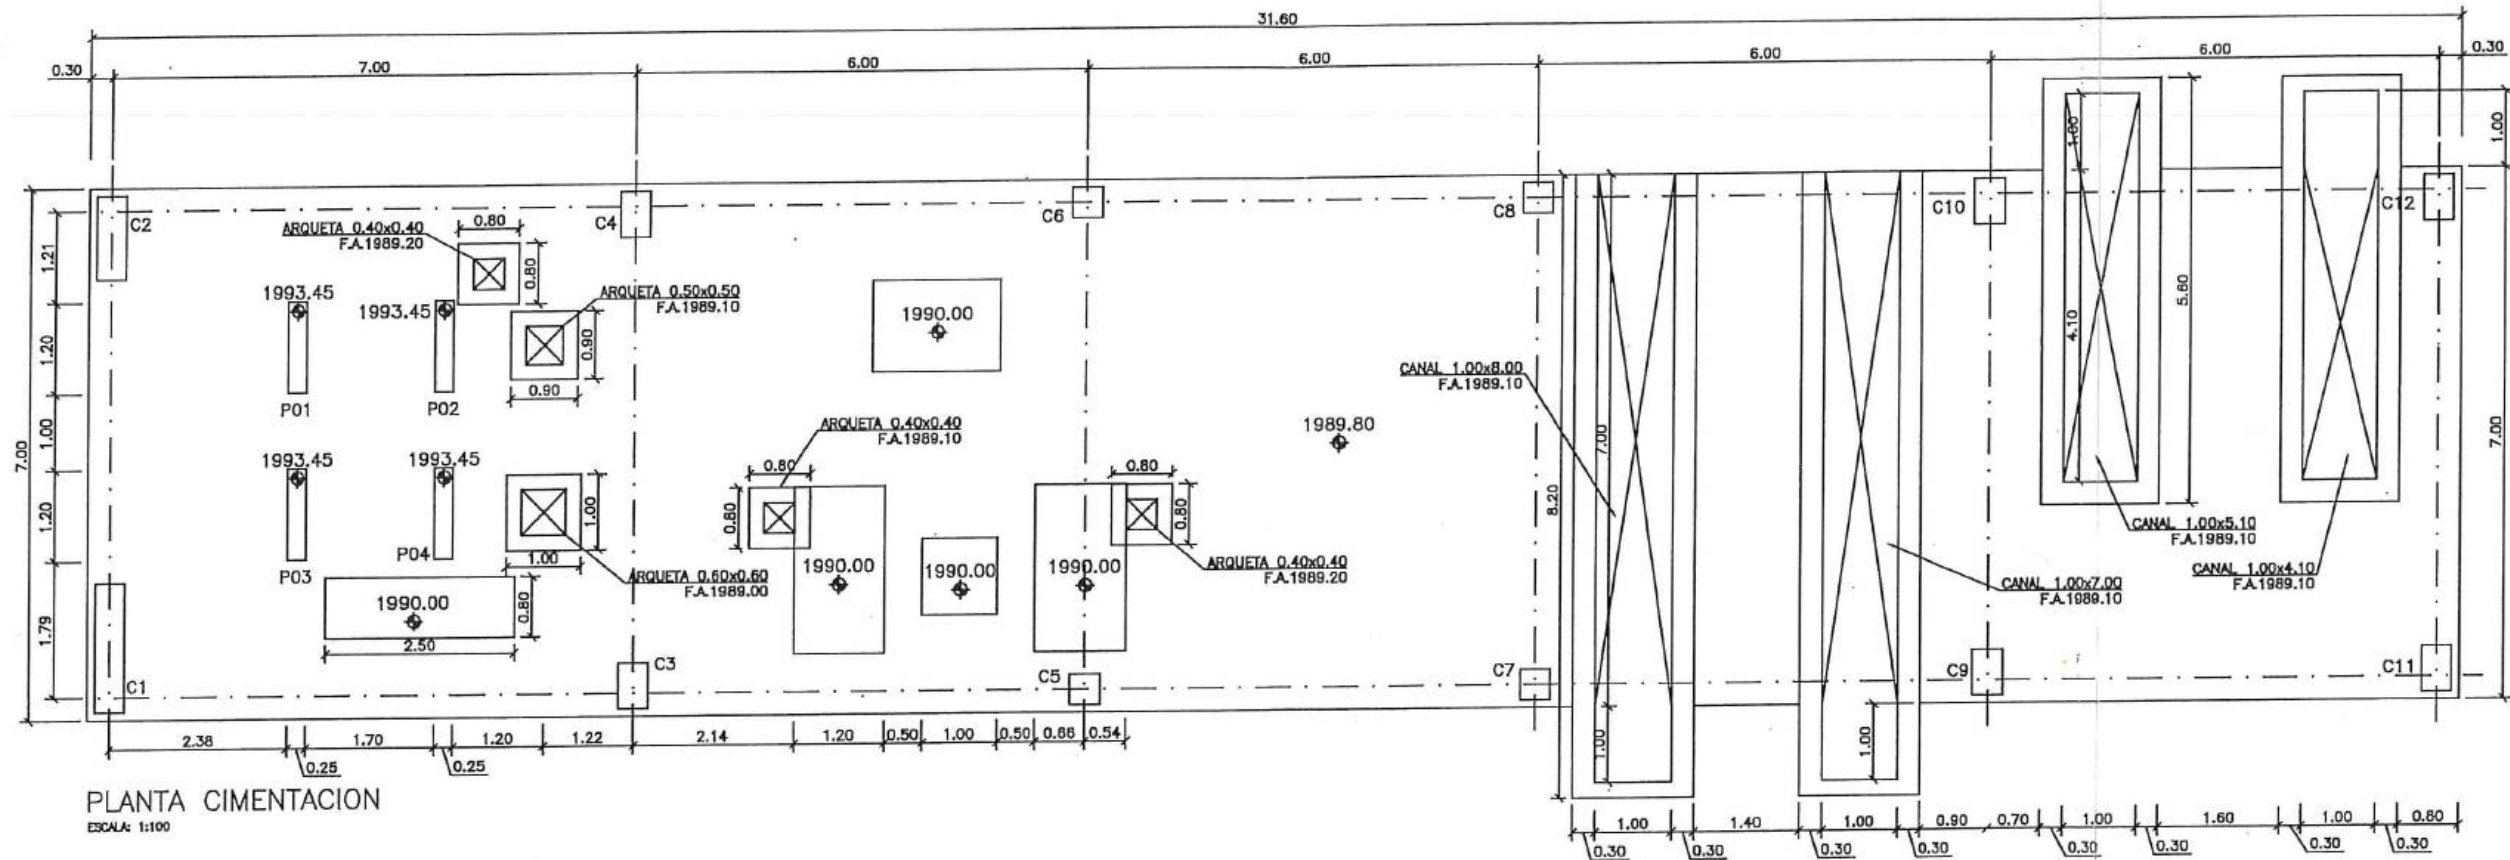 31.60
0.30
7.00
6.00
6.00
6.00
6.00
0.30
C2
C4
C6
C8
C10
C12
1.00
1.00
ARQUETA 0.40x0.40
F.A.1989.20
0.80
0.80
1.21
1993.45
1993.45
ARQUETA 0.50x0.50
F.A.1989.10
1990.00
0.90
0.90
1.20
P01
P02
4.10
5.60
CANAL 1.00x8.00
F.A.1989.10
7.00
1.00
7.00
7.00
ARQUETA 0.40x0.40
F.A.1989.10
1989.80
1993.45
1993.45
0.80
0.80
0.80
0.80
8.20
1.20
1.00
1.00
P03
P04
CANAL 1.00x5.10
F.A.1989.10
ARQUETA 0.60x0.60
F.A.1989.00
1990.00
1990.00
1990.00
ARQUETA 0.40x0.40
F.A.1989.20
CANAL 1.00x7.00
F.A.1989.10
CANAL 1.00x4.10
F.A.1989.10
1990.00
0.80
2.50
1.79
C1
C3
C5
C7
C9
C11
2.38
0.25
1.70
0.25
1.20
1.22
2.14
1.20
0.50
1.00
0.50
0.66
0.54
1.00
1.00
PLANTA CIMENTACION
ESCALA: 1:100
0.30
1.00
0.30
1.40
0.30
1.00
0.30
0.90
0.70
0.30
1.00
0.30
1.60
0.30
1.00
0.30
0.80